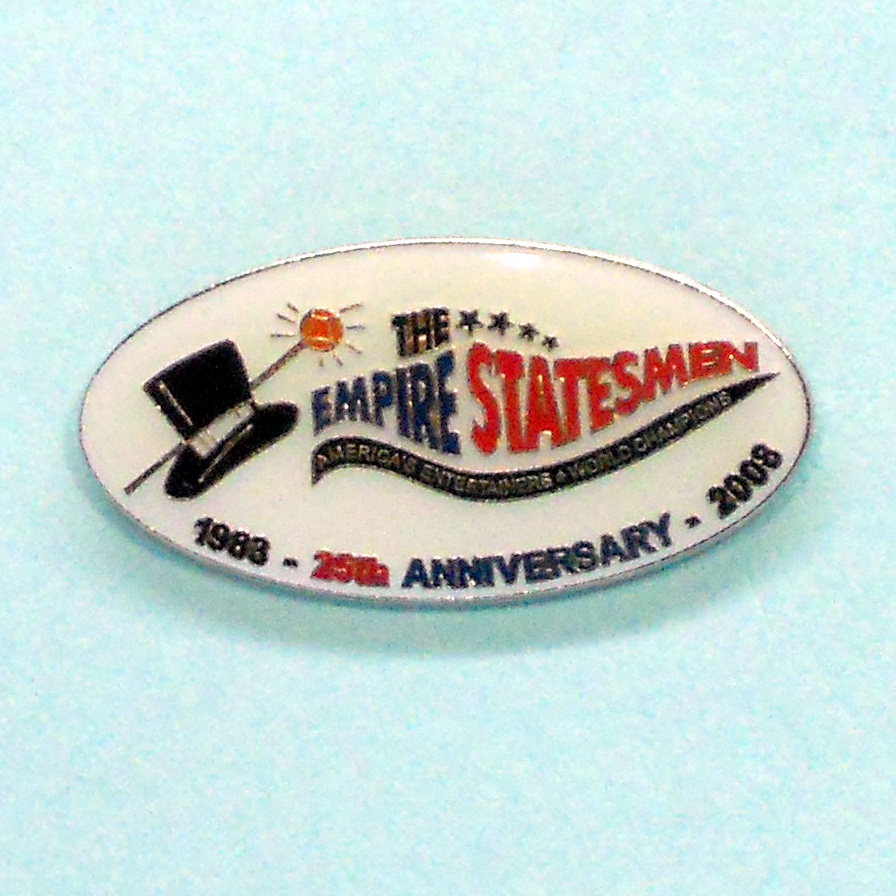 THE
EMPIRE STATESMEN
AMERICA'S ENTERTAINERS & WORLD CHAMPIONS
1983 - 25th ANNIVERSARY - 2008